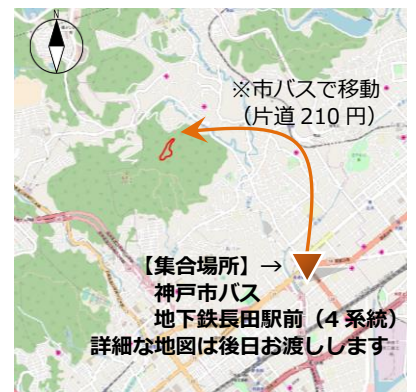 N
※市バスで移動
（片道 210 円）
【集合場所】→
神戸市バス
地下鉄長田駅前（4 系統）
詳細な地図は後日お渡しします